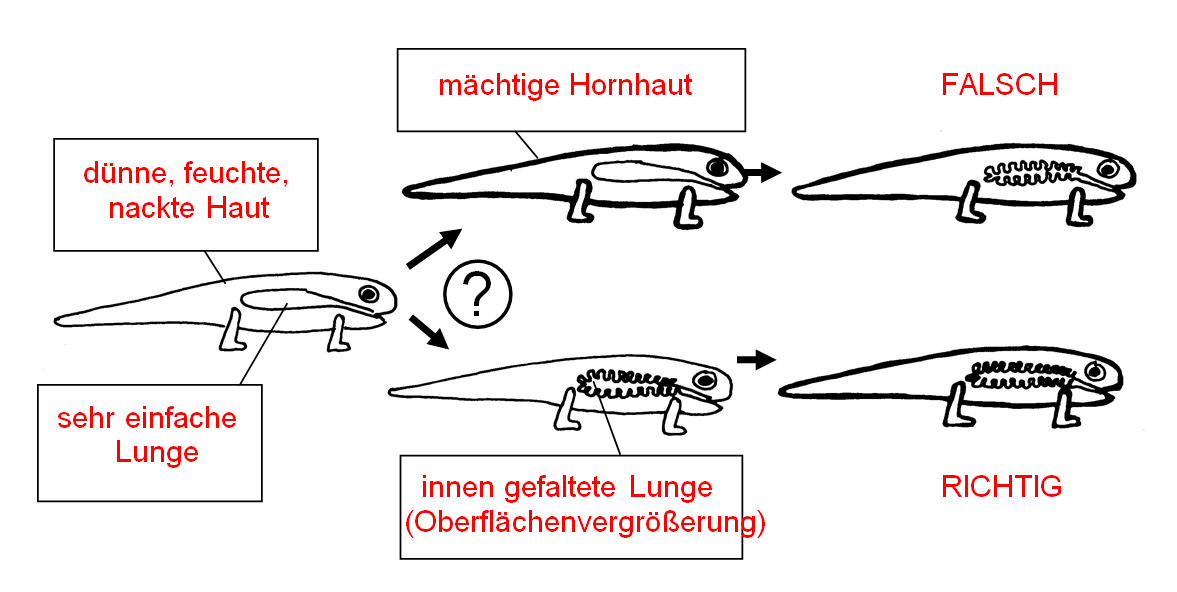 mächtige Hornhaut
FALSCH
dünne, feuchte,
nackte Haut
?
sehr einfache
Lunge
innen gefaltete Lunge
(Oberflächenvergrößerung)
RICHTIG